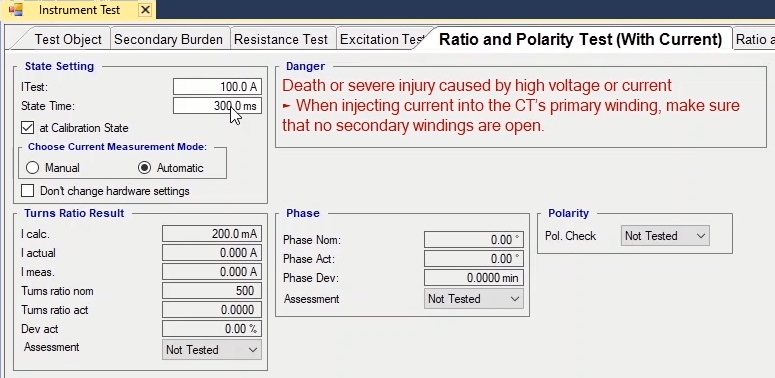 Instrument Test
Test Object
Secondary Burden
Resistance Test
Excitation Test
Ratio and Polarity Test (With Current)
Ratio a
State Setting
ITest:
100.0 A
State Time:
300.0 ms
at Calibration State
Choose Current Measurement Mode:
Manual
Automatic
Don't change hardware settings
Danger
Death or severe injury caused by high voltage or current
► When injecting current into the CT's primary winding, make sure
that no secondary windings are open.
Turns Ratio Result
I calc.
200.0 mA
I actual
0.000 A
I meas.
0.000 A
Turns ratio nom
500
Turns ratio act
0.0000
Dev act
0.00 %
Assessment
Not Tested
Phase
Phase Nom:
0.00 °
Phase Act:
0.00 °
Phase Dev:
0.0000 min
Assessment
Not Tested
Polarity
Pol. Check
Not Tested